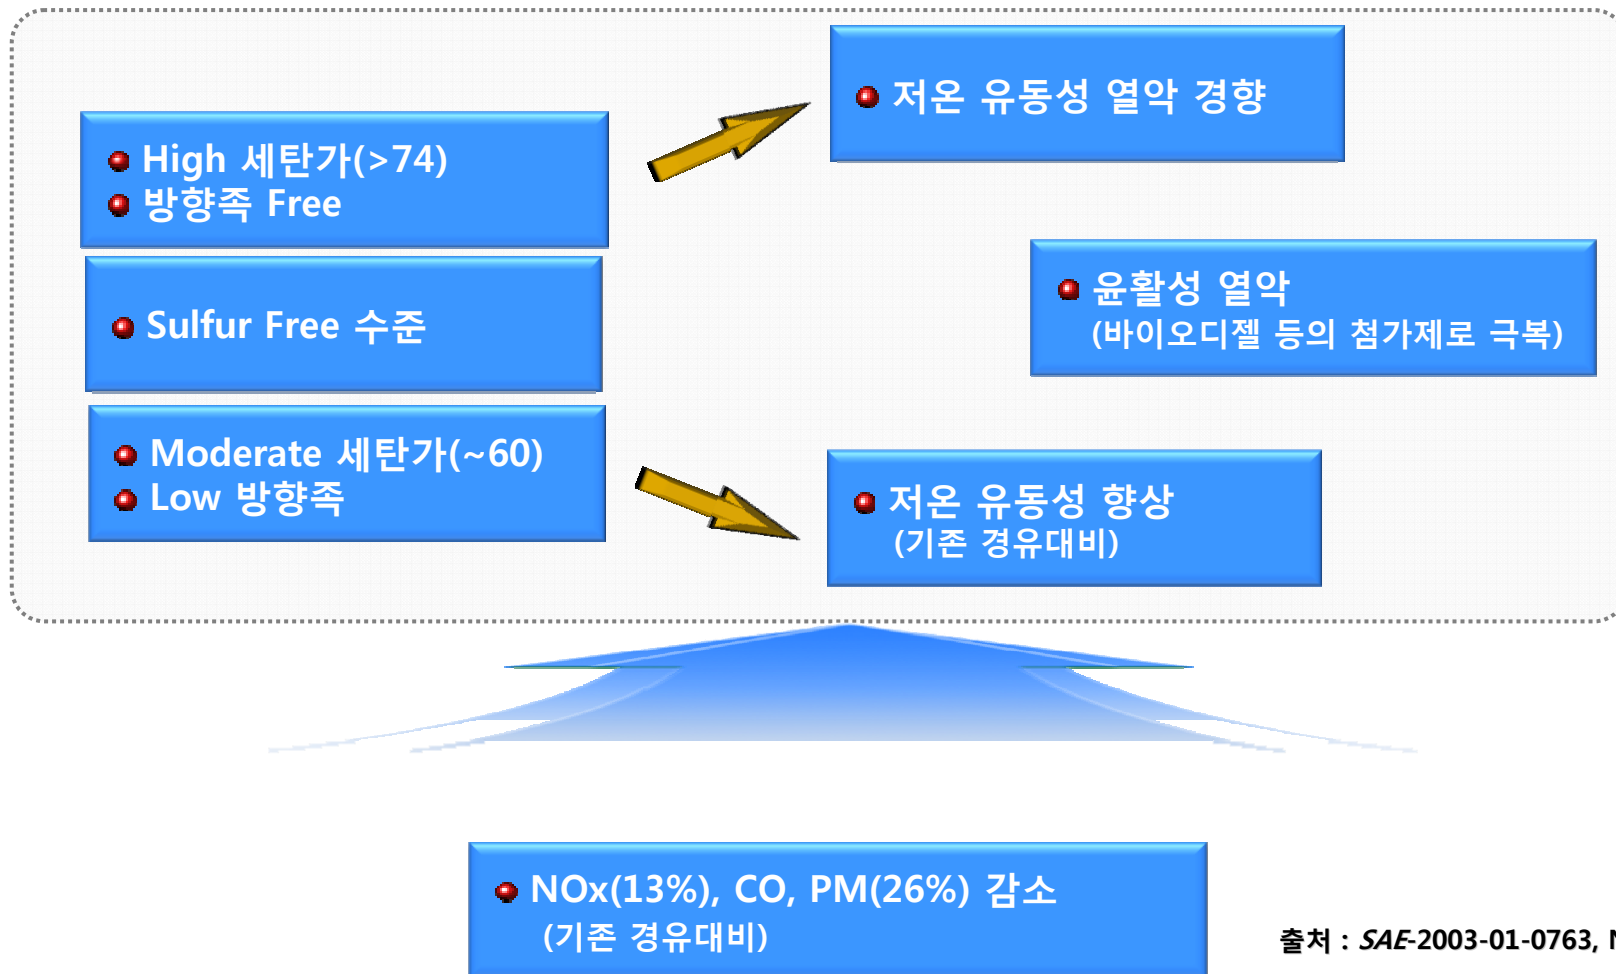 High 세탄가(>74)
방향족 Free
Sulfur Free 수준
Moderate 세탄가(~60)
Low 방향족
저온 유동성 열악 경향
윤활성 열악
(바이오디젤 등의 첨가제로 극복)
저온 유동성 향상
(기존 경유대비)
NOx(13%), CO, PM(26%) 감소
(기존 경유대비)
출처 : SAE-2003-01-0763,